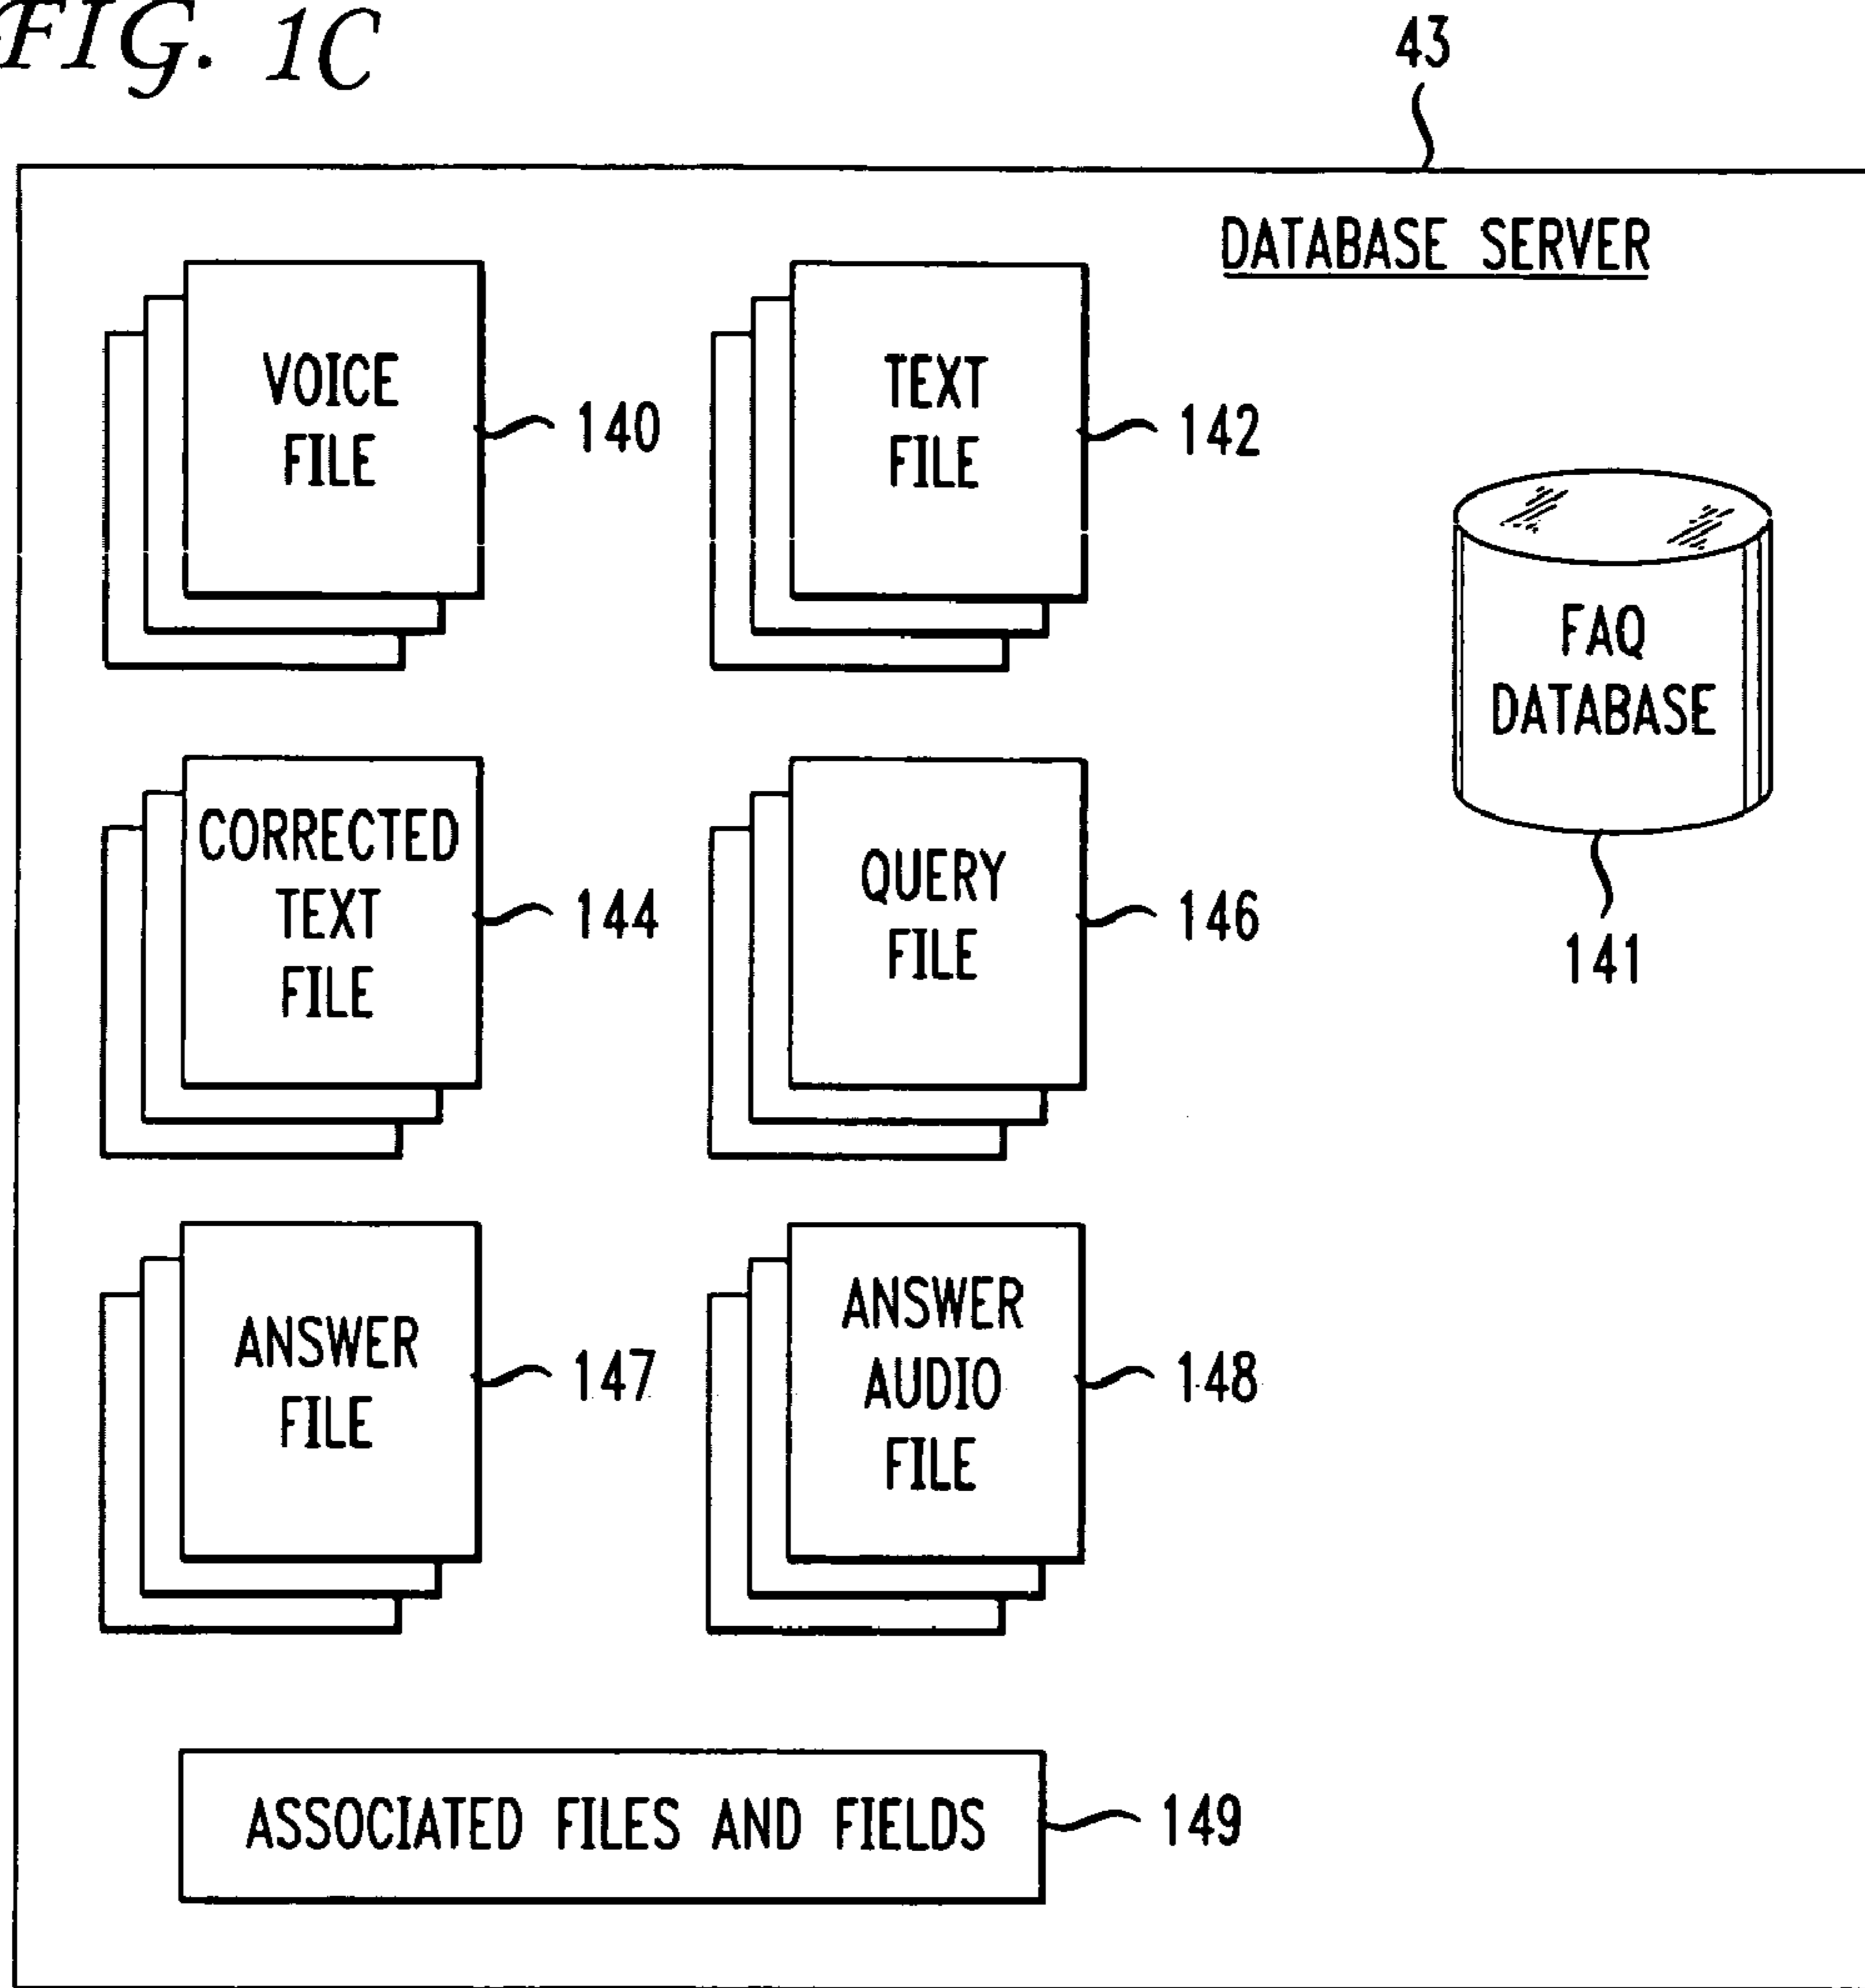 FIG. 1C
43
DATABASE SERVER
VOICE
FILE
140
TEXT
FILE
142
FAQ
DATABASE
141
CORRECTED
TEXT
FILE
144
QUERY
FILE
146
ANSWER
FILE
147
ANSWER
AUDIO
FILE
148
ASSOCIATED FILES AND FIELDS
149